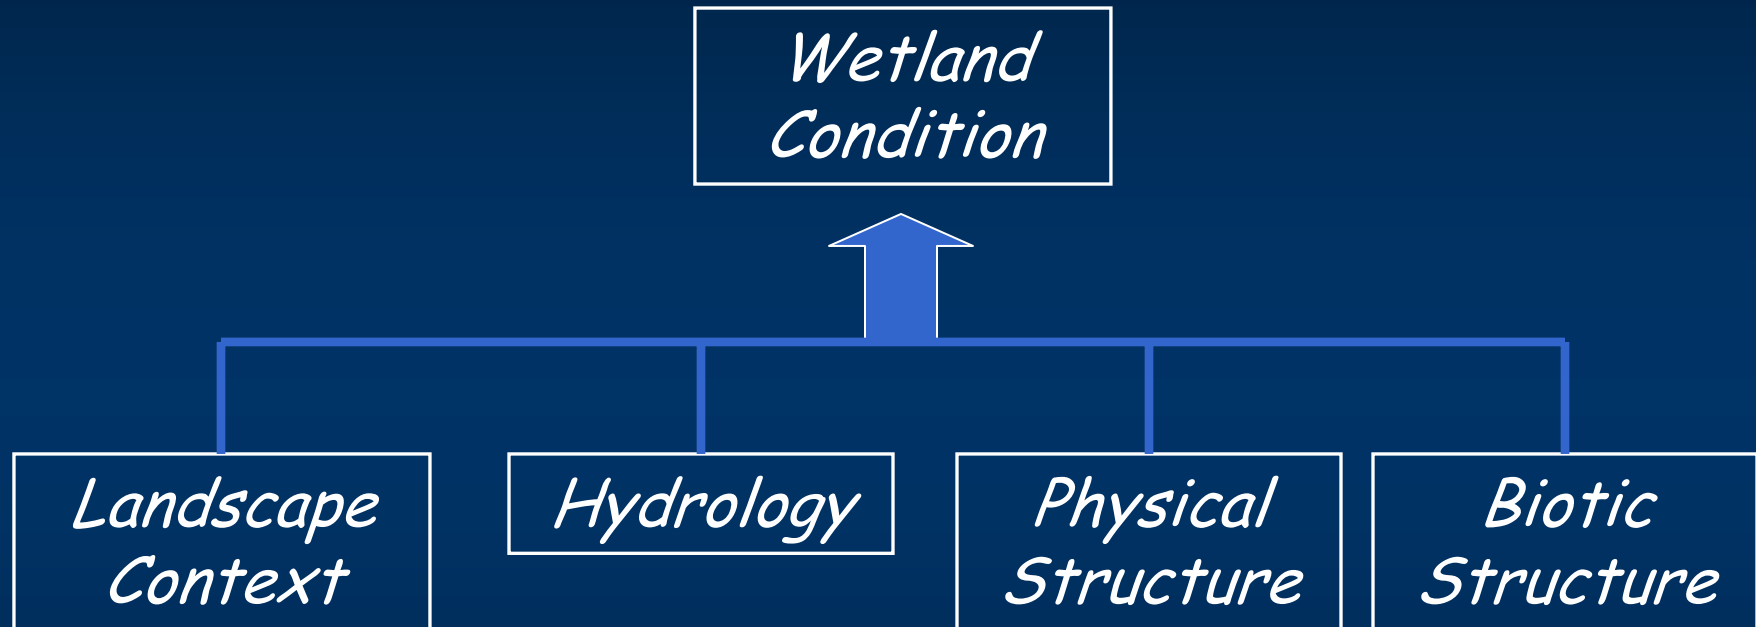 Wetland
Condition
Landscape
Context
Hydrology
Physical
Structure
Biotic
Structure